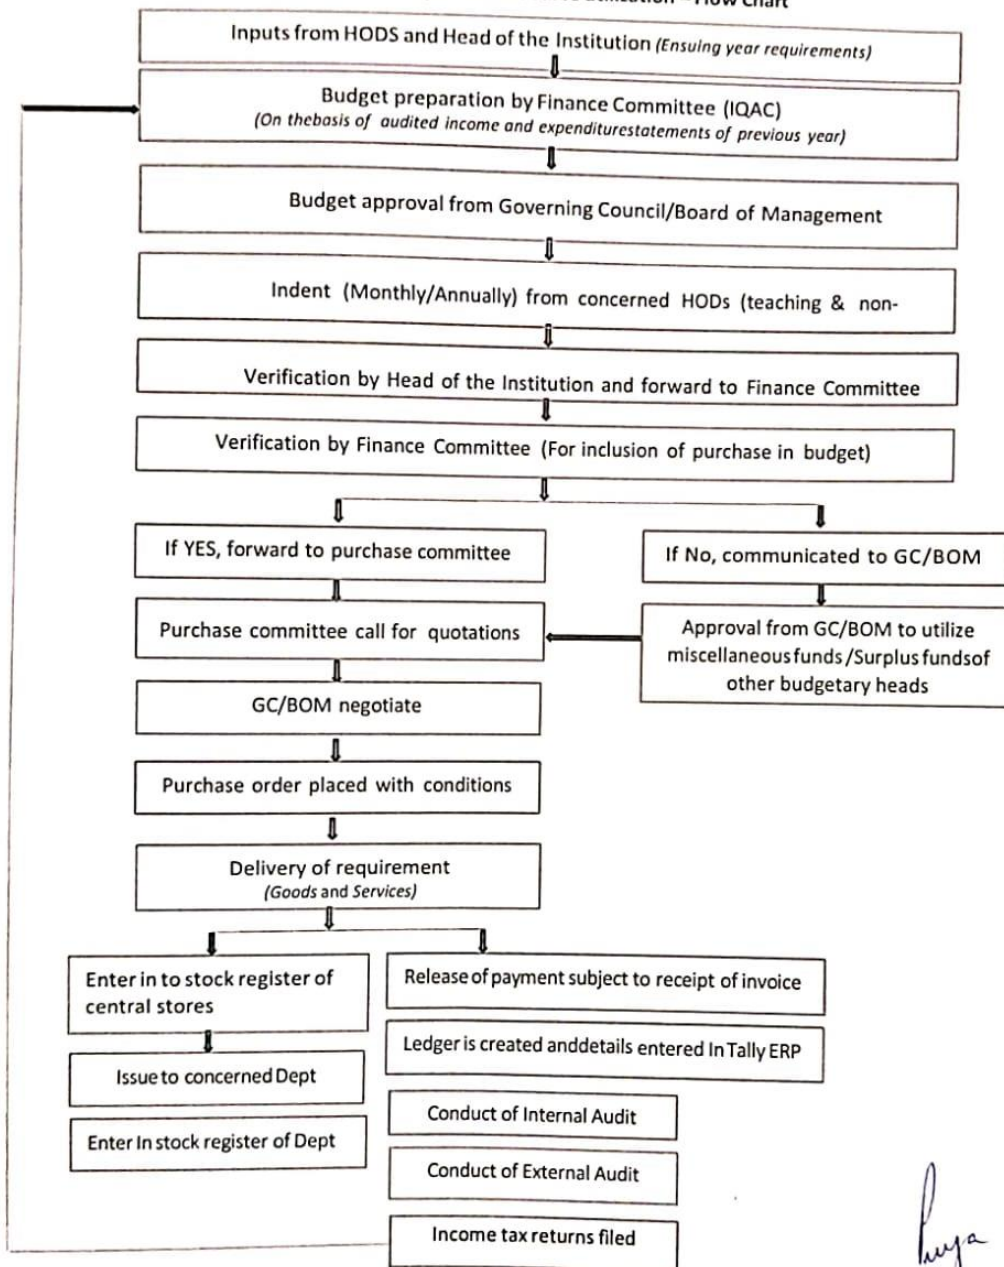 Flow Chart
Inputs from HODS and Head of the Institution (Ensuing year requirements)
Budget preparation by Finance Committee (IQAC)
(On thebasis of audited income and expenditurestatements of previous year)
Budget approval from Governing Council/Board of Management
Indent (Monthly/Annually) from concerned HODs (teaching & non-
Verification by Head of the Institution and forward to Finance Committee
Verification by Finance Committee (For inclusion of purchase in budget)
If YES, forward to purchase committee
If No, communicated to GC/BOM
Purchase committee call for quotations
Approval from GC/BOM to utilize
miscellaneous funds /Surplus fundsof
other budgetary heads
GC/BOM negotiate
Purchase order placed with conditions
Delivery of requirement
(Goods and Services)
Enter in to stock register of
central stores
Issue to concerned Dept
Enter In stock register of Dept
Release of payment subject to receipt of invoice
Ledger is created anddetails entered In Tally ERP
Conduct of Internal Audit
Conduct of External Audit
Income tax returns filed